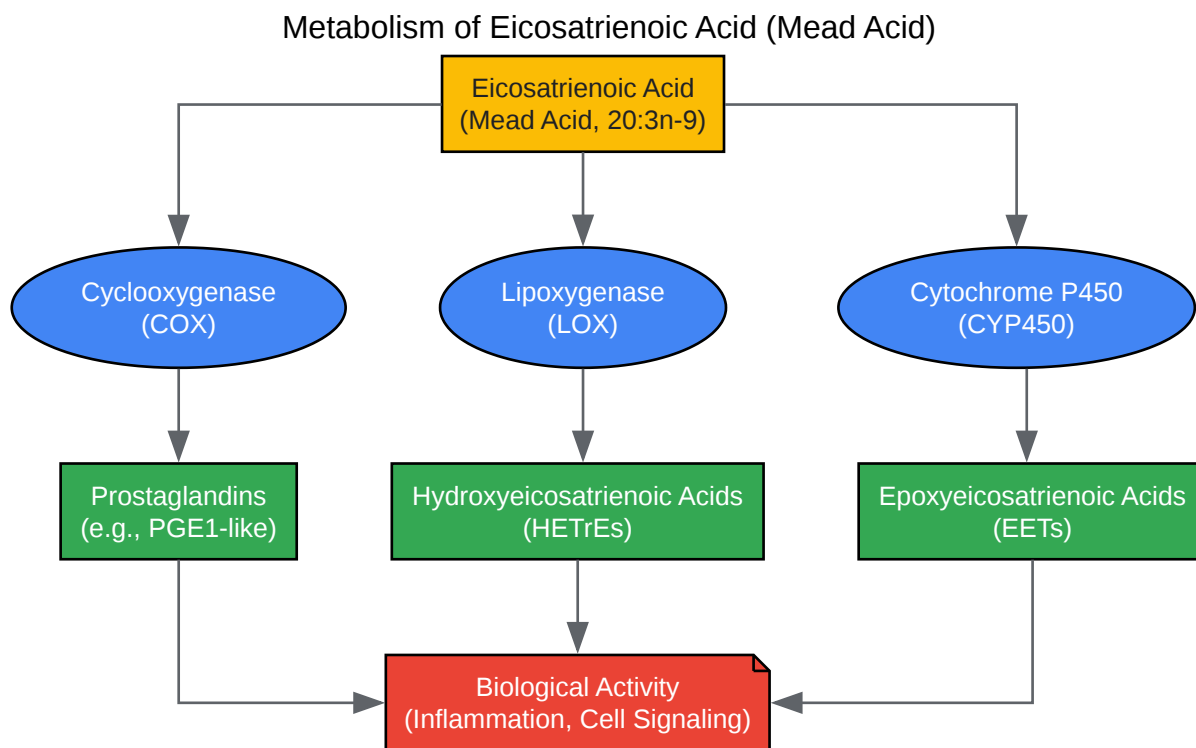 Metabolism of Eicosatrienoic Acid (Mead Acid)
Eicosatrienoic Acid
(Mead Acid, 20:3n-9)
Cyclooxygenase
(COX)
Lipoxygenase
(LOX)
Cytochrome P450
(CYP450)
Prostaglandins
(e.g., PGE1-like)
Hydroxyeicosatrienoic Acids
(HETrEs)
Epoxyeicosatrienoic Acids
(EETs)
Biological Activity
(Inflammation, Cell Signaling)